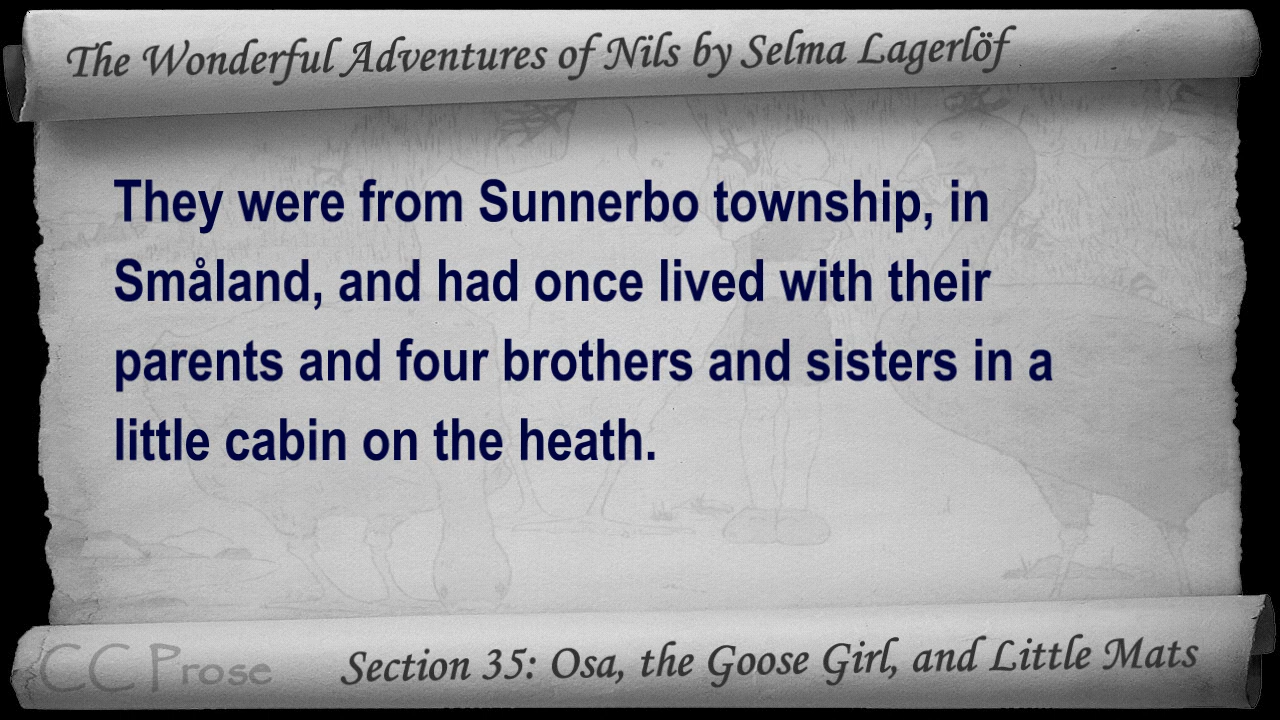 The Wonderful Adventures of Nils by Selma Lagerlöf
They were from Sunnerbo township, in
Småland, and had once lived with their
parents and four brothers and sisters in a
little cabin on the heath.
CC Prose
Section 35: Osa, the Goose Girl, and Little Mats